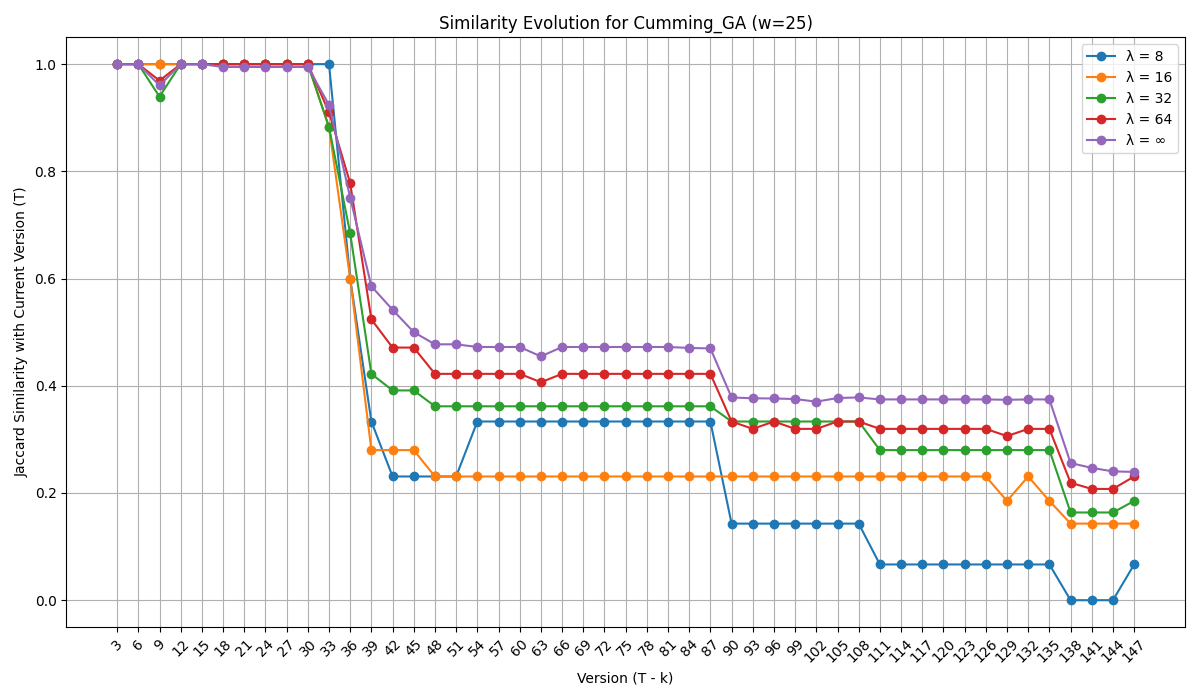 Similarity Evolution for Cumming_GA (w=25)
λ = 8
λ = 16
λ = 32
λ = 64
λ = ∞
Jaccard Similarity with Current Version (T)
1.0
0.8
0.6
0.4
0.2
0.0
3 6 9 12 15 18 21 24 27 30 33 36 39 42 45 48 51 54 57 60 63 66 69 72 75 78 81 84 87 90 93 96 99 102 105 108 111 114 117 120 123 126 129 132 135 138 141 144 147
Version (T - k)